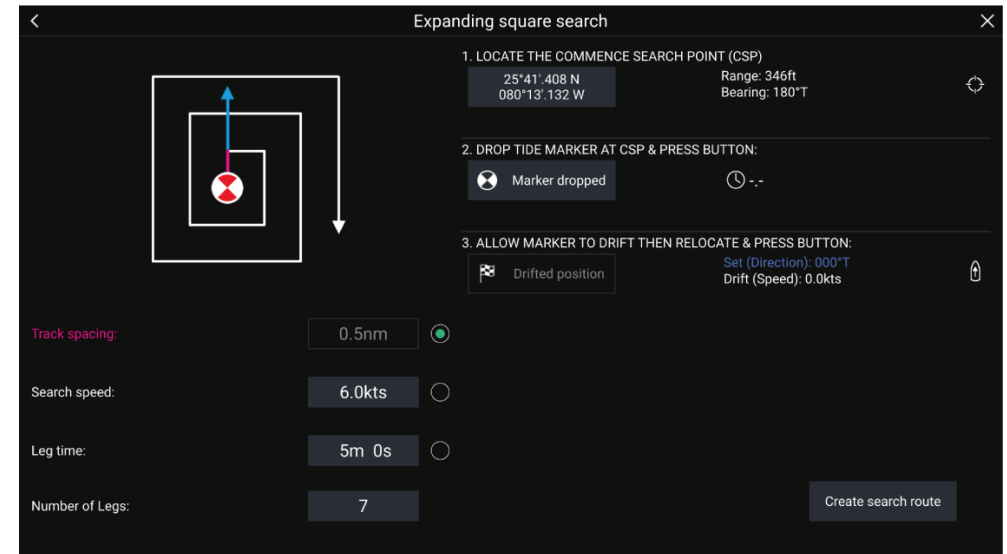 Expanding square search
1. LOCATE THE COMMENCE SEARCH POINT (CSP)
25°41'.408 N
080°13'.132 W
Range: 346ft
Bearing: 180°T
2. DROP TIDE MARKER AT CSP & PRESS BUTTON:
Marker dropped
-.-
3. ALLOW MARKER TO DRIFT THEN RELOCATE & PRESS BUTTON:
Drifted position
Set (Direction): 000°T
Drift (Speed): 0.0kts
Track spacing:
0.5nm
Search speed:
6.0kts
Leg time:
5m 0s
Number of Legs:
7
Create search route